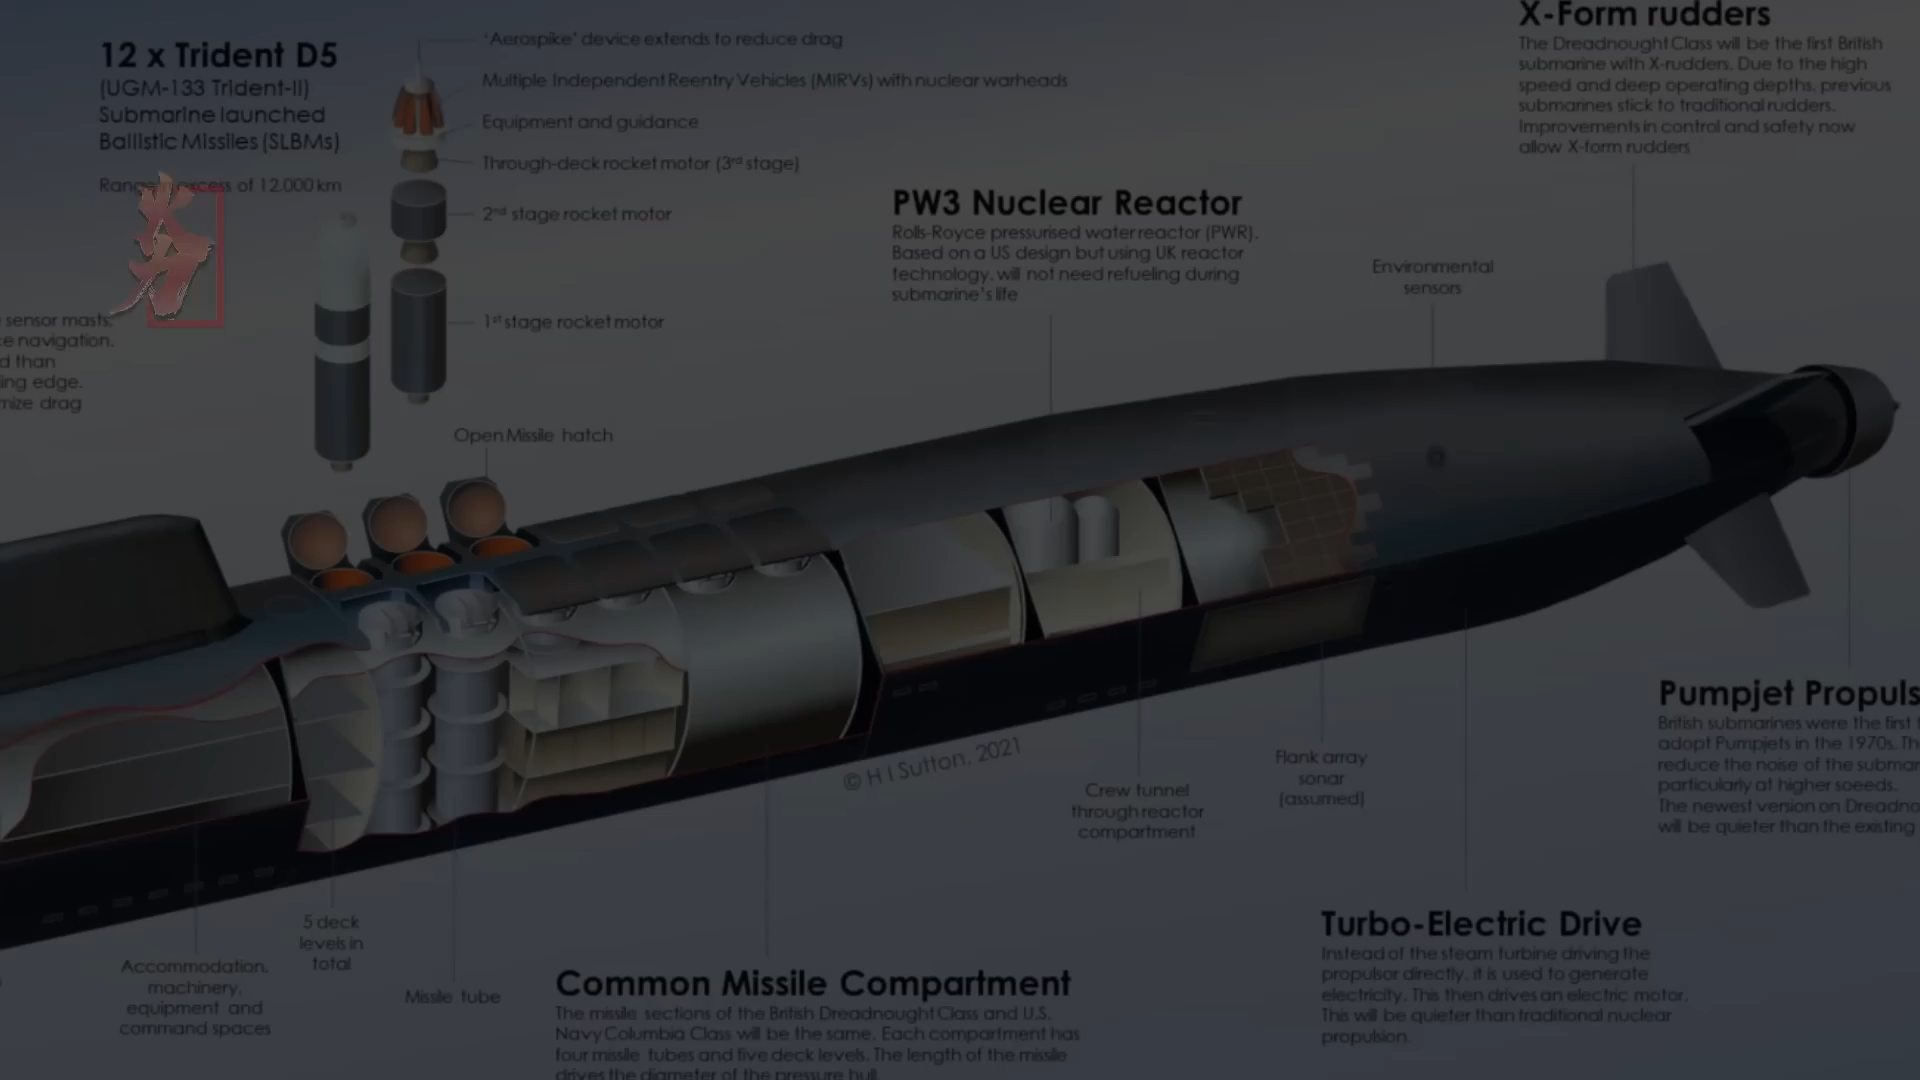 12 x Trident D5
(UGM-133 Trident-II)
Submarine launched
Ballistic Missiles (SLBMs)
Range excess of 12,000km
'Aerospike' device extends to reduce drag
Multiple Independent Reentry Vehicles (MIRVs) with nuclear warheads
Equipment and guidance
Through-deck rocket motor (3rd stage)
2nd stage rocket motor
1st stage rocket motor
Open Missile hatch
sensor masts.
navigation.
than
edge.
drag
PW3 Nuclear Reactor
Rolls-Royce pressurised water reactor (PWR).
Based on a US design but using UK reactor
technology, will not need refueling during
submarine's life
Environmental
sensors
X-Form rudders
The Dreadnought Class will be the first British
submarine with X-rudders. Due to the high
speed and deep operating depths, previous
submarines stick to traditional rudders.
Improvements in control and safety now
allow X-form rudders
Pumpjet Propuls
British submarines were the first
adopt Pumpjets in the 1970s. Th
reduce the noise of the submar
particularly at higher speeds.
The newest version on Dreadno
will be quieter than the existing
© H I Sutton, 2021
Crew tunnel
through reactor
compartment
Flank array
sonar
(assumed)
Turbo-Electric Drive
Instead of the steam turbine driving the
propulsor directly, it is used to generate
electricity. This then drives an electric motor.
This will be quieter than traditional nuclear
propulsion.
5 deck
levels in
total
Accommodation,
machinery,
equipment and
command spaces
Missile tube
Common Missile Compartment
The missile sections of the British Dreadnought Class and U.S.
Navy Columbia Class will be the same. Each compartment has
four missile tubes and five deck levels. The length of the missile
drives the diameter of the pressure hull.